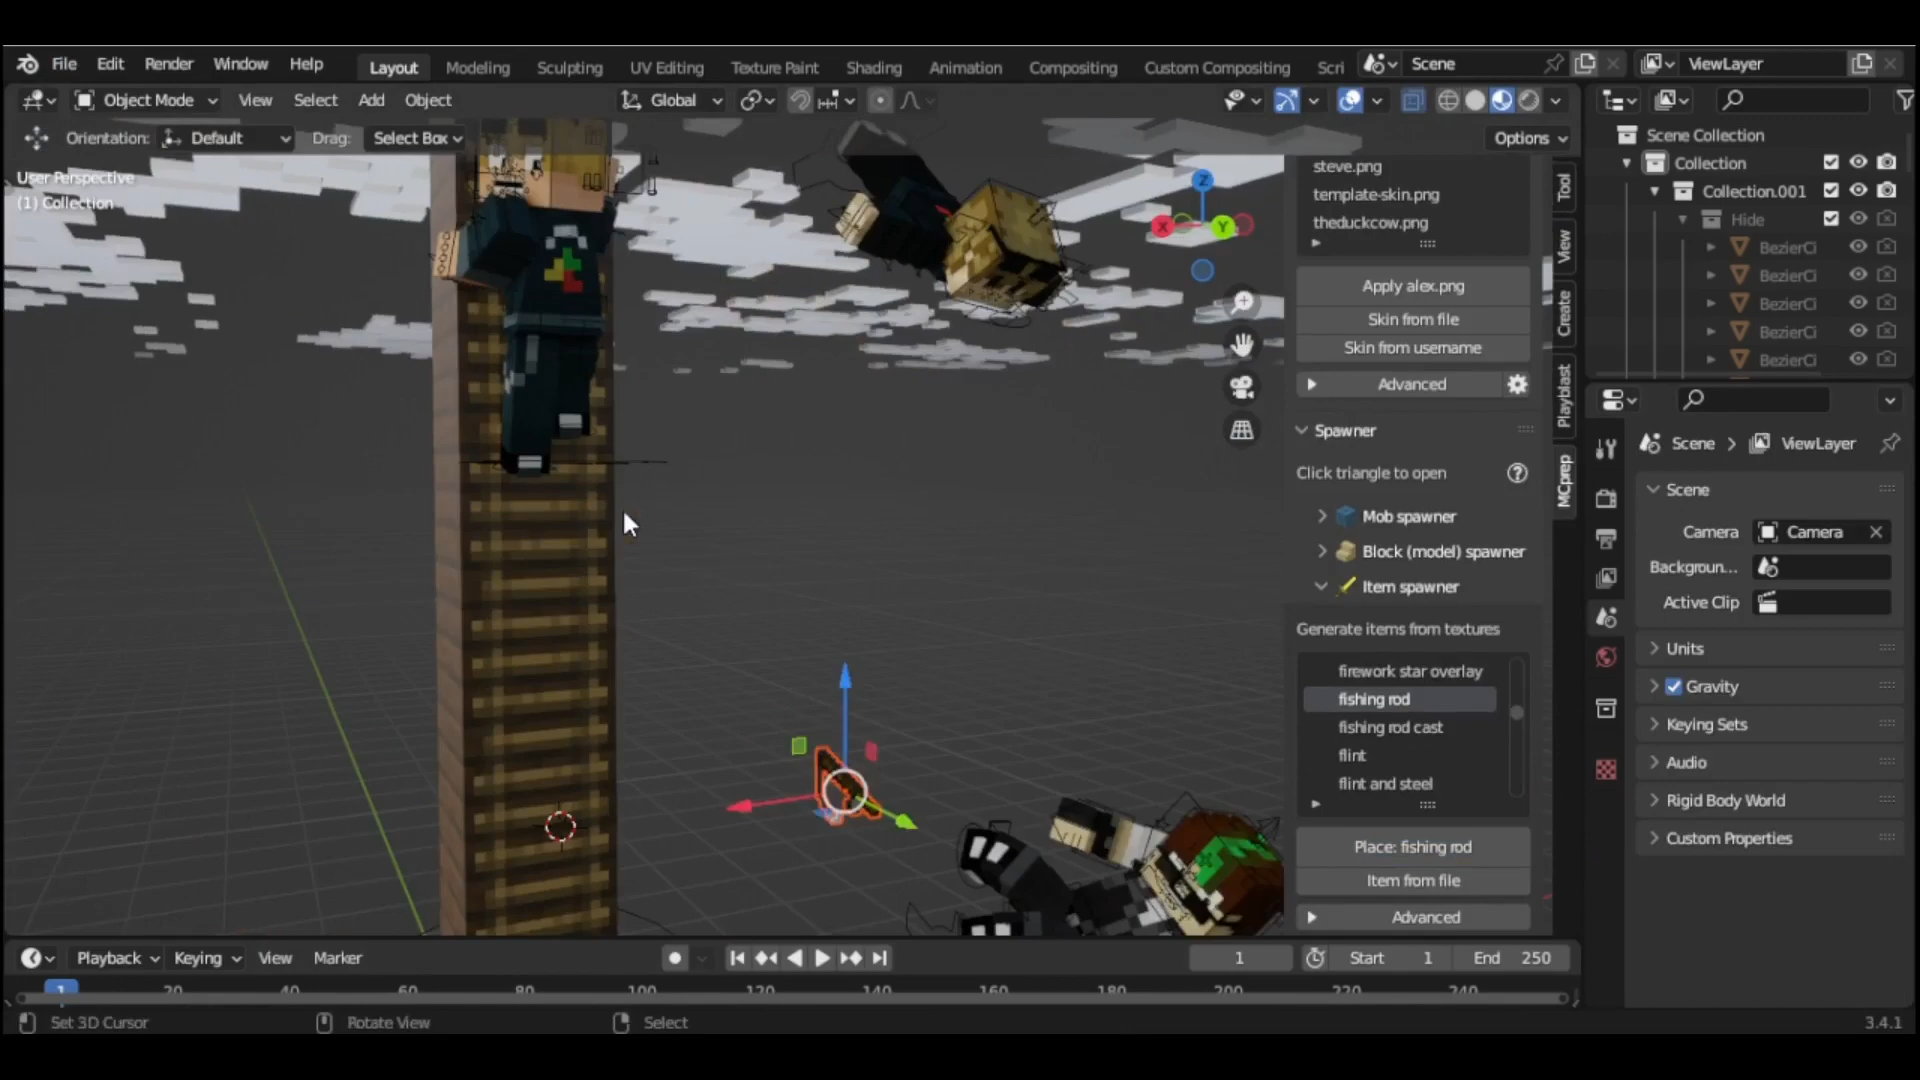 File Edit Render Window Help Layout Modeling Sculpting UV Editing Texture Paint Shading Animation Compositing Custom Compositing Scri Scene ViewLayer
Object Mode View Select Add Object Global
Orientation: Default Drag: Select Box Options
User Perspective
(1) Collection
Z
X
Y
steve.png
template-skin.png
theduckcow.png
Apply alex.png
Skin from file
Skin from username
Advanced
Spawner
Click triangle to open
Mob spawner
Block (model) spawner
Item spawner
Generate items from textures
firework star overlay
fishing rod
fishing rod cast
flint
flint and steel
Place: fishing rod
Item from file
Advanced
Tool
View
Create
Playblast
MCprep
Scene Collection
Collection
Collection.001
Hide
BezierCi
BezierCi
BezierCi
BezierCi
BezierCi
Scene ViewLayer
Scene
Camera Camera
Backgroun...
Active Clip
Units
Gravity
Keying Sets
Audio
Rigid Body World
Custom Properties
Playback Keying View Marker 1 Start 1 End 250
1 20 40 60 80 100 120 140 160 180 200 220 240
Set 3D Cursor Rotate View Select 3.4.1